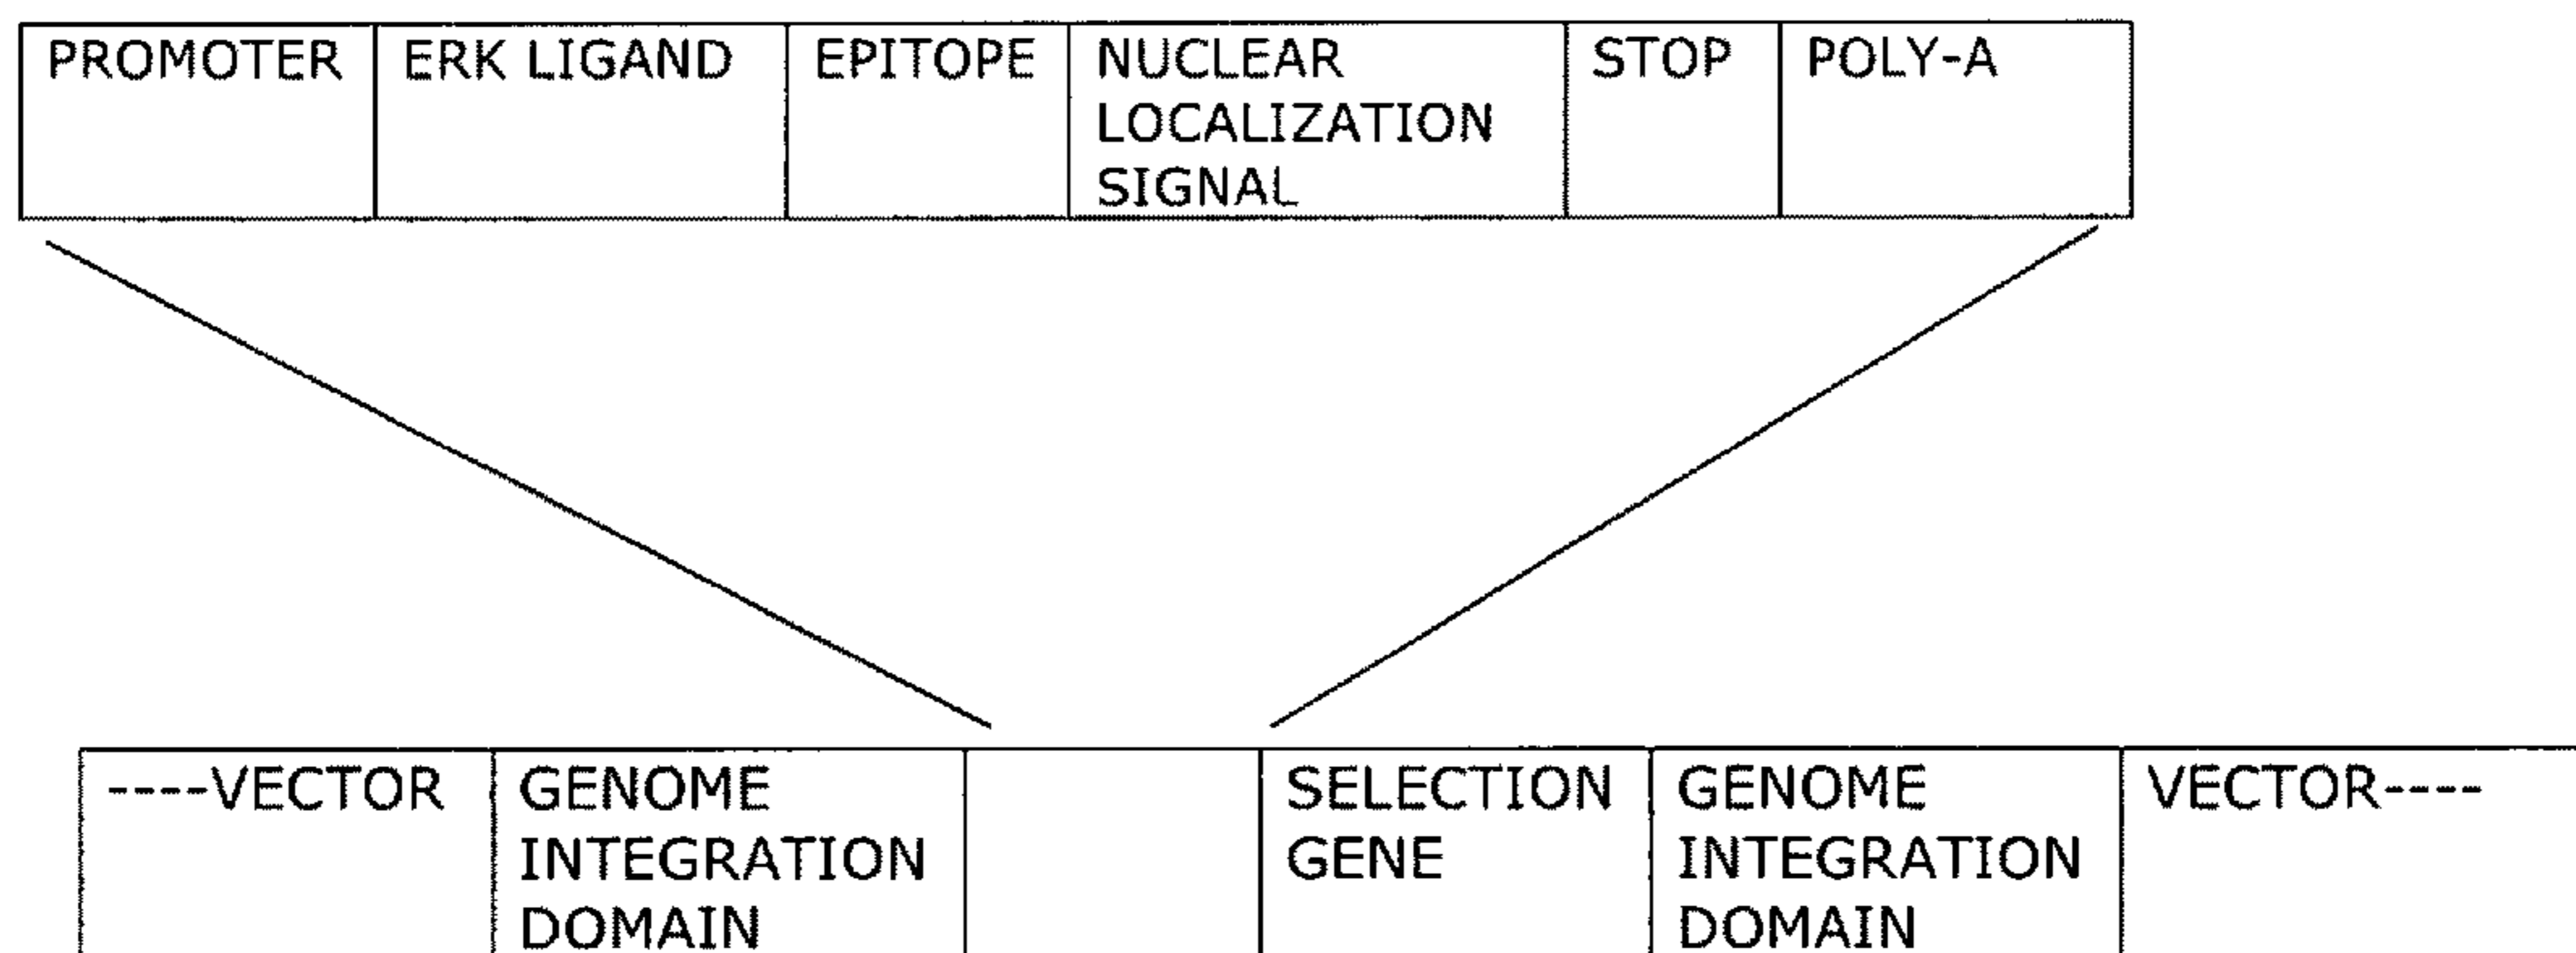 PROMOTER
ERK LIGAND
EPITOPE
NUCLEAR
LOCALIZATION
SIGNAL
STOP
POLY-A
----VECTOR
GENOME
INTEGRATION
DOMAIN
SELECTION
GENE
GENOME
INTEGRATION
DOMAIN
VECTOR----